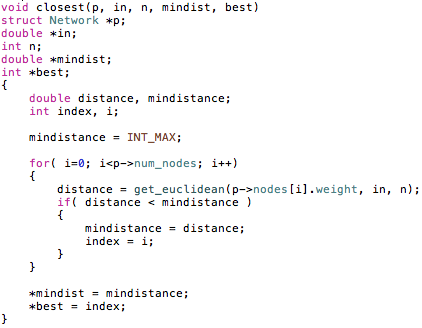 void closest(p, in, n, mindist, best)
struct Network *p;
double *in;
int n;
double *mindist;
int *best;
{
    double distance, mindistance;
    int index, i;

    mindistance = INT_MAX;

    for( i=0; i<p->num_nodes; i++)
    {
        distance = get_euclidean(p->nodes[i].weight, in, n);
        if( distance < mindistance )
        {
            mindistance = distance;
            index = i;
        }
    }

    *mindist = mindistance;
    *best = index;
}